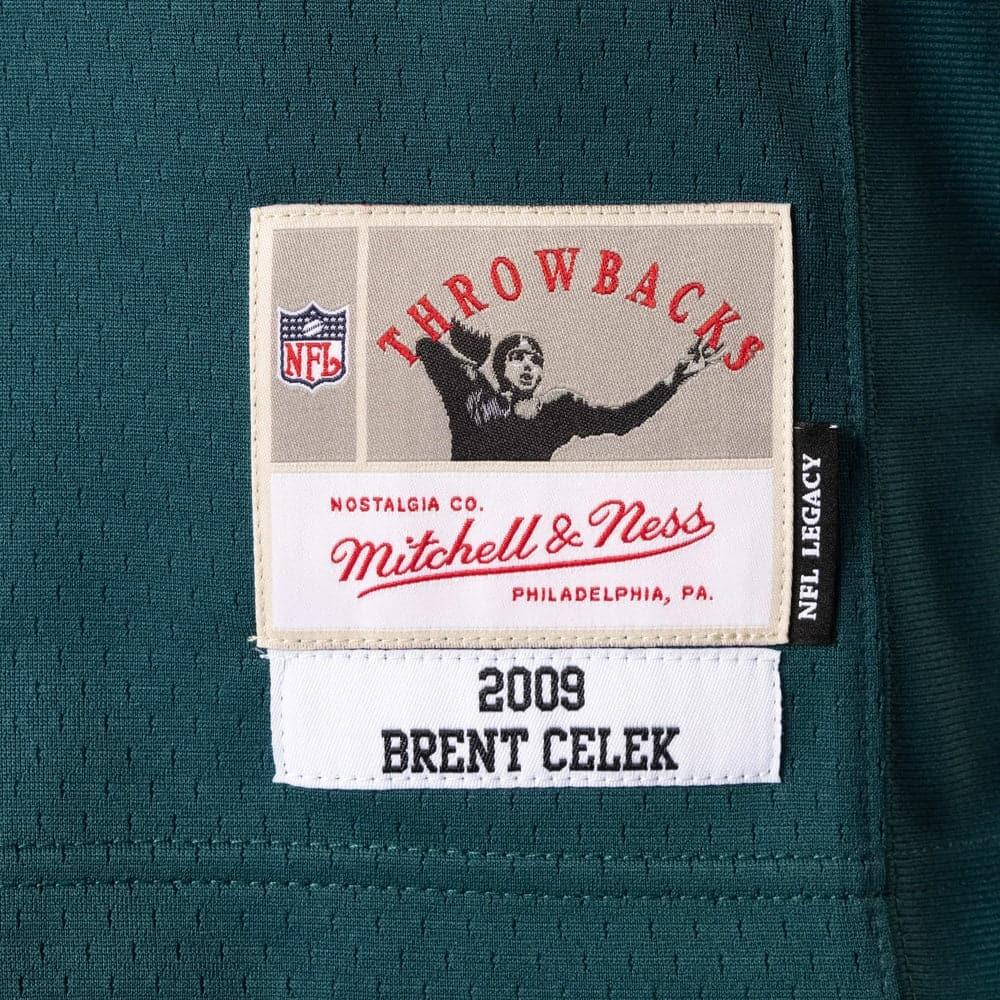 THROWBACKS
NFL
NOSTALGIA CO.
Mitchell & Ness
PHILADELPHIA, PA.
NFL LEGACY
2009
BRENT CELEK